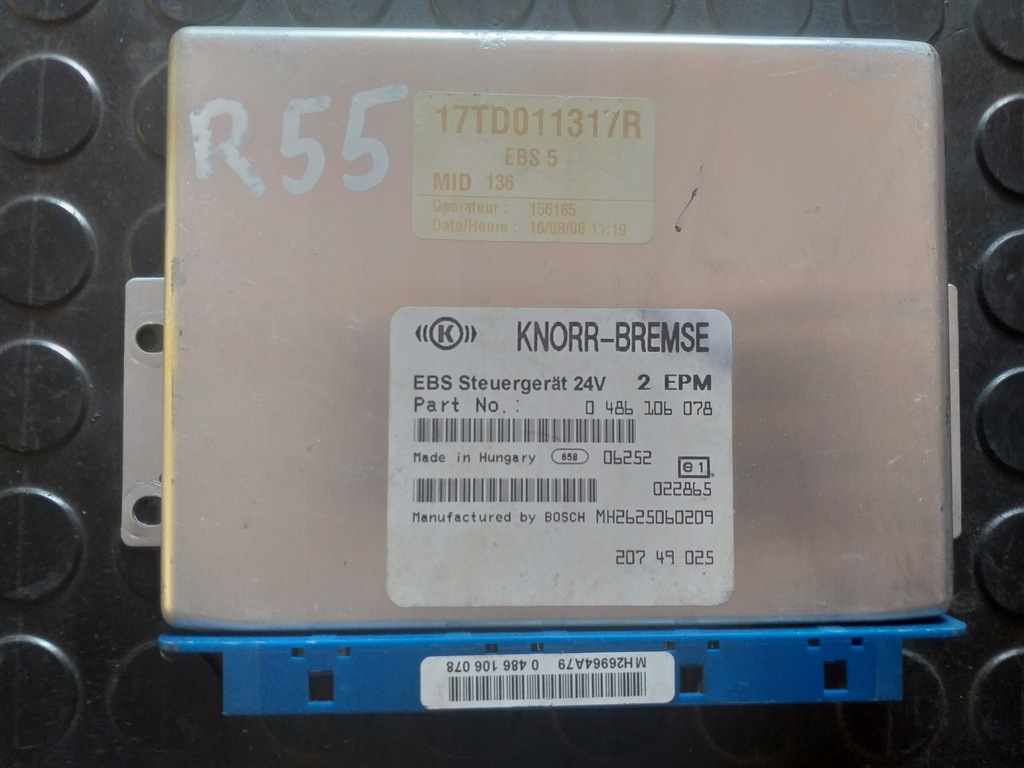 R55
17TD011317R
EBS 5
MID 136
Opérateur : 156165
Date/Heure : 16/08/06 11:19
K
KNORR-BREMSE
EBS Steuergerät 24V 2 EPM
Part No.: 0 486 106 078
Made in Hungary 658 06252
e1
022865
Manufactured by BOSCH MH2625060209
207 49 025
MH26964A79 0 486 106 078